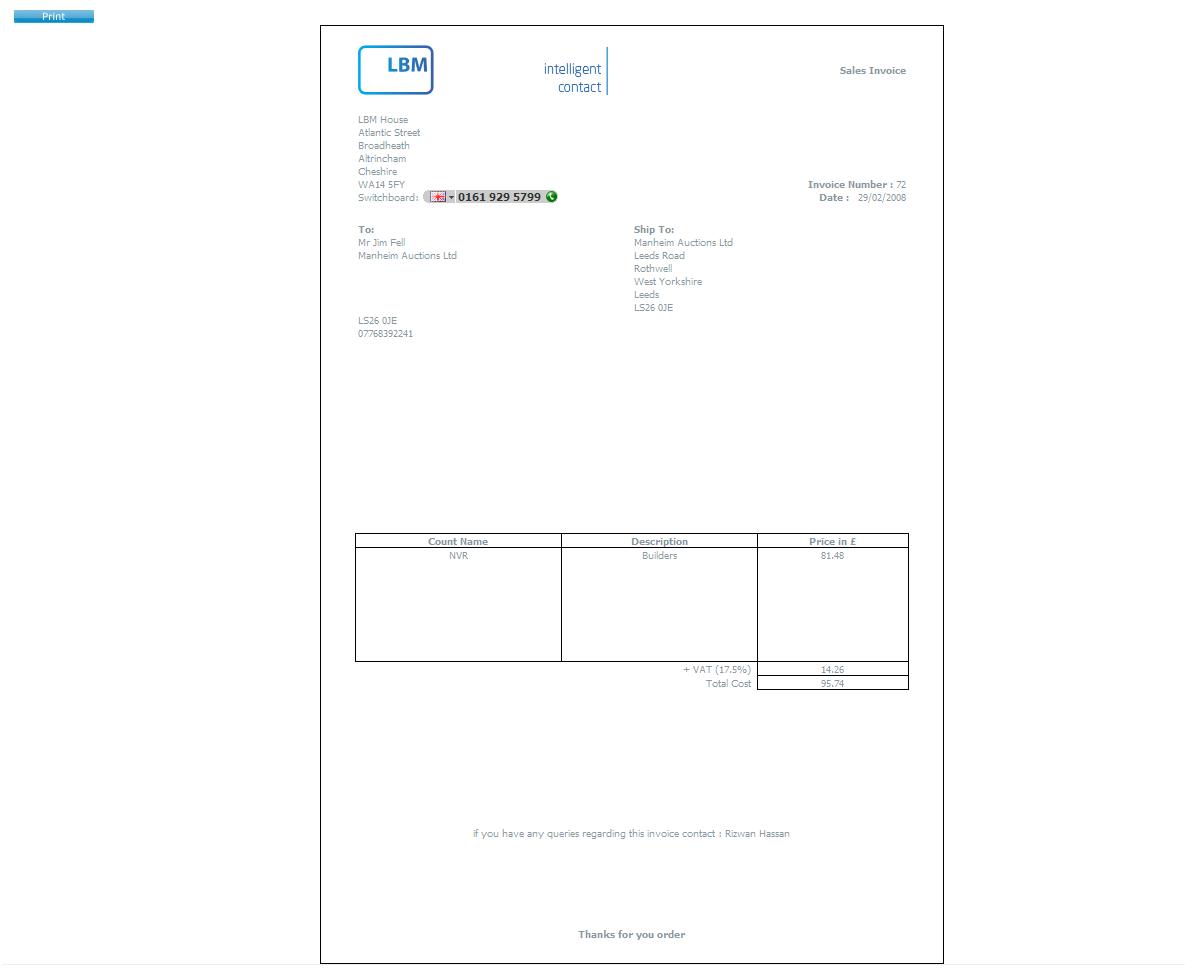 Print
LBM
intelligent
contact
Sales Invoice
LBM House
Atlantic Street
Broadheath
Altrincham
Cheshire
WA14 5FY
Switchboard: 0161 929 5799
Invoice Number : 72
Date : 29/02/2008
To:
Mr Jim Fell
Manheim Auctions Ltd
LS26 0JE
07768392241
Ship To:
Manheim Auctions Ltd
Leeds Road
Rothwell
West Yorkshire
Leeds
LS26 0JE
Count Name Description Price in £
NVR Builders 81.48
+ VAT (17.5%) 14.26
Total Cost 95.74
if you have any queries regarding this invoice contact : Rizwan Hassan
Thanks for you order